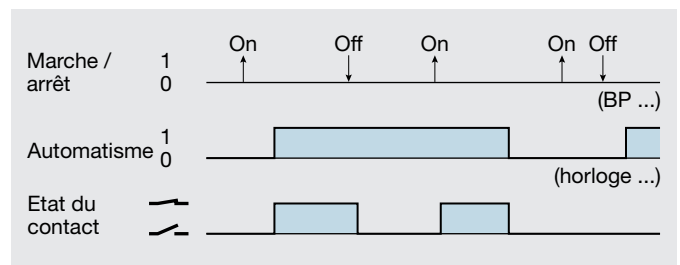 On Off On On Off
Marche / 1
arrêt 0
(BP ...)
Automatisme 1
0
(horloge ...)
Etat du
contact